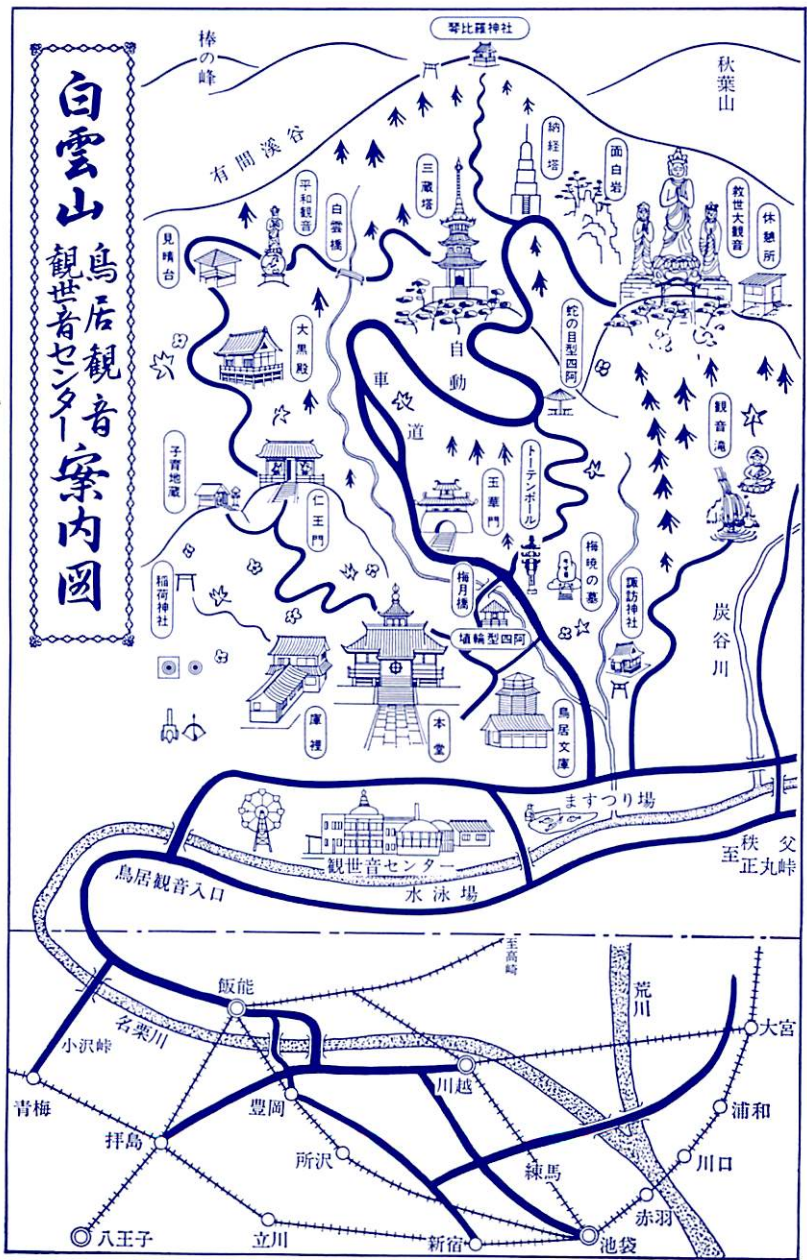 白雲山
鳥居観音
観世音センター
案内図
琴比羅神社
棒の峰
秋葉山
有間渓谷
納経塔
面白岩
三蔵塔
平和観音
白雲橋
見晴台
救世大観音
休憩所
大黒殿
蛇の目型四阿
自動車道
観音滝
トーテンポール
玉華門
子育地蔵
仁王門
梅月橋
梅暁の墓
諏訪神社
稲荷神社
埴輪型四阿
炭谷川
庫裡
本堂
鳥居文庫
ますつり場
観世音センター
至秩父
正丸峠
鳥居観音入口
水泳場
至高崎
飯能
荒川
大宮
名栗川
小沢峠
川越
青梅
豊岡
浦和
拝島
所沢
練馬
川口
赤羽
八王子
立川
新宿
池袋